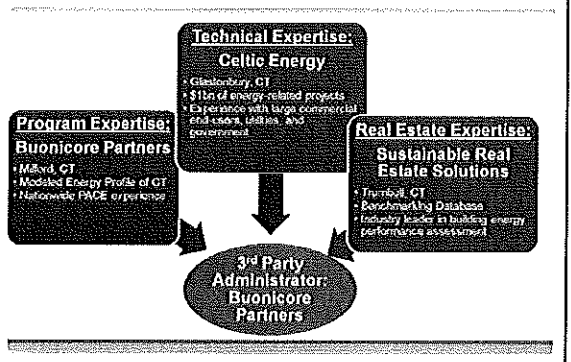 Technical Expertise:
Celtic Energy
• Glastonbury, CT
• $1bn of energy-related projects
• Experience with large commercial
end-users, utilities, and
government
Program Expertise:
Buonicore Partners
• Milford, CT
• Modeled Energy Profile of CT
• Nationwide PACE experience
Real Estate Expertise:
Sustainable Real
Estate Solutions
• Trumbull, CT
• Benchmarking Database
• Industry leader in building energy
performance assessment
3rd Party
Administrator:
Buonicore
Partners